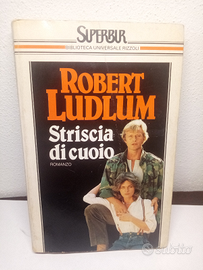 SUPERBUR
BIBLIOTECA UNIVERSALE RIZZOLI
ROBERT
LUDLUM
Striscia
di cuoio
ROMANZO
subito